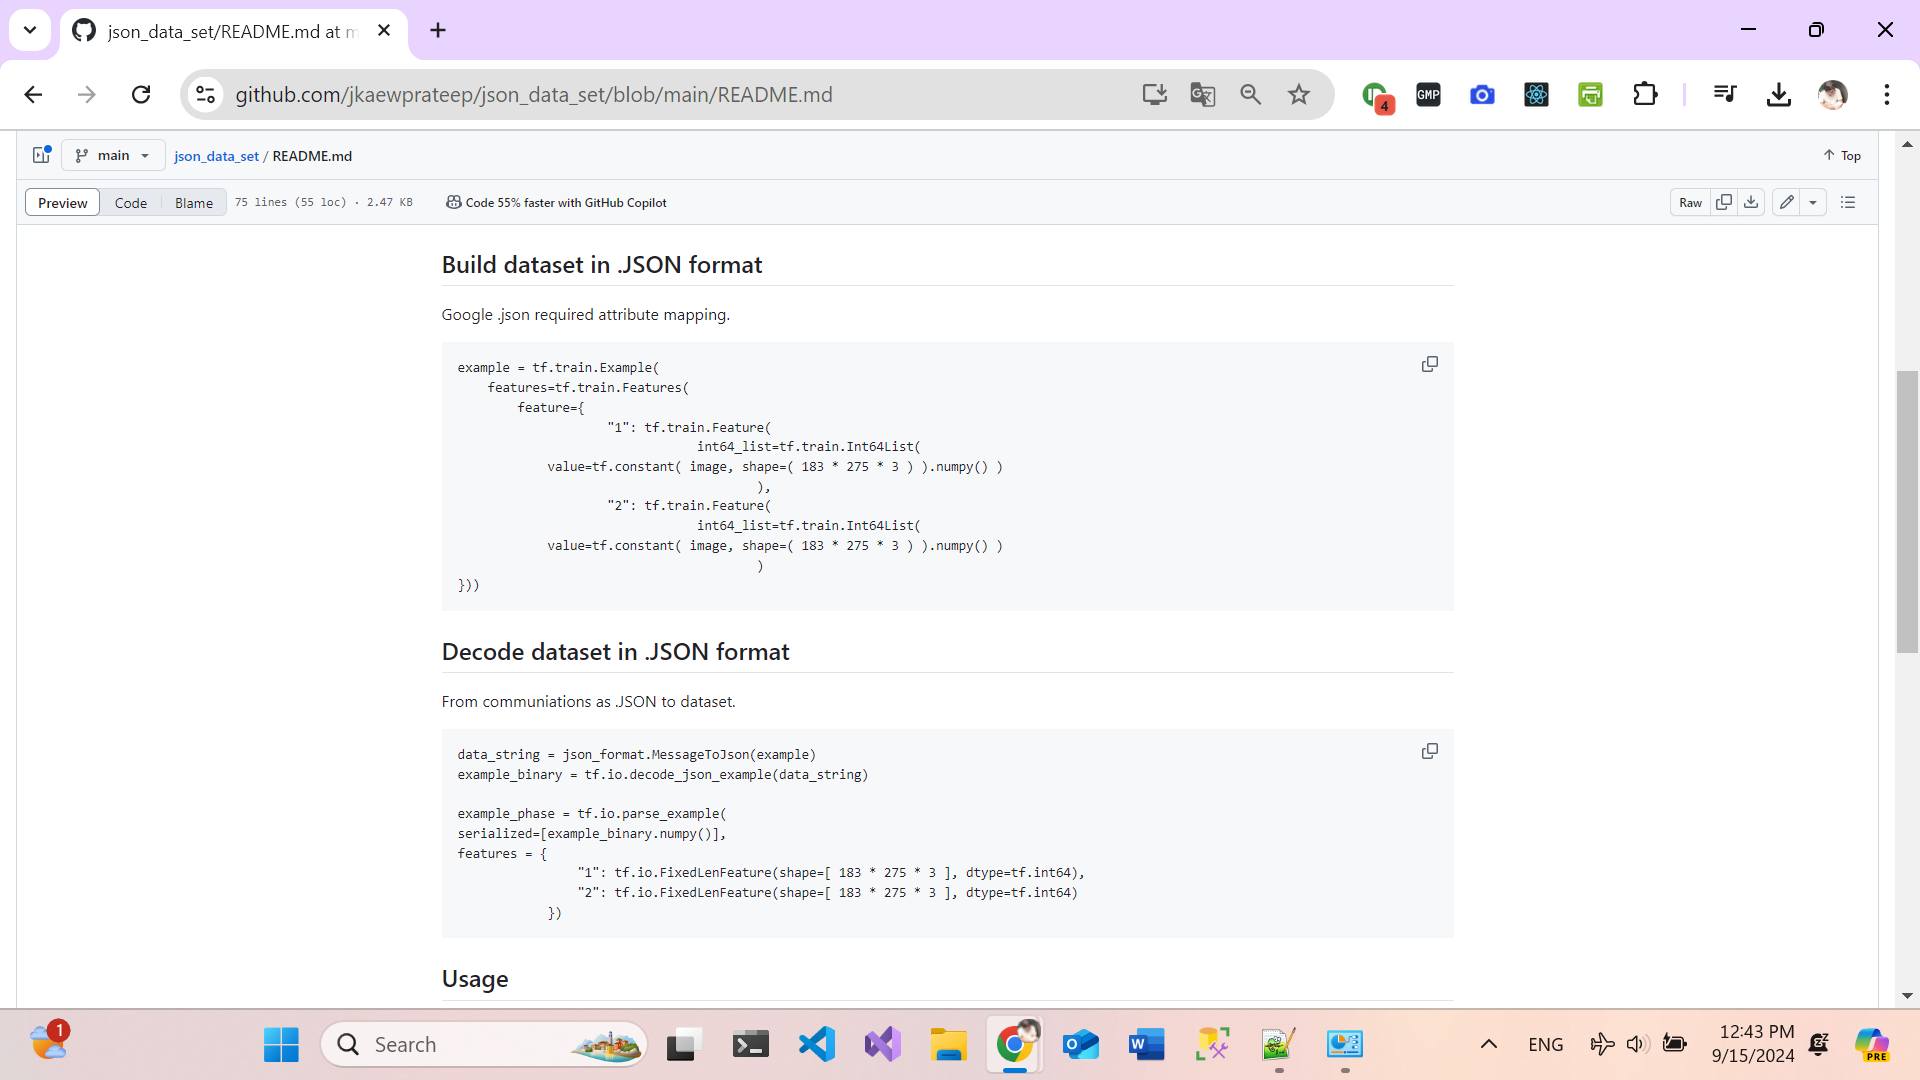 json_data_set/README.md at m
github.com/jkaewprateep/json_data_set/blob/main/README.md
4
GMP
main
json_data_set / README.md
Top
Preview Code Blame 75 lines (55 loc) · 2.47 KB Code 55% faster with GitHub Copilot
Raw
Build dataset in .JSON format
Google .json required attribute mapping.
example = tf.train.Example(
features=tf.train.Features(
feature={
"1": tf.train.Feature(
int64_list=tf.train.Int64List(
value=tf.constant( image, shape=( 183 * 275 * 3 ) ).numpy() )
),
"2": tf.train.Feature(
int64_list=tf.train.Int64List(
value=tf.constant( image, shape=( 183 * 275 * 3 ) ).numpy() )
)
}))
Decode dataset in .JSON format
From communiations as .JSON to dataset.
data_string = json_format.MessageToJson(example)
example_binary = tf.io.decode_json_example(data_string)
example_phase = tf.io.parse_example(
serialized=[example_binary.numpy()],
features = {
"1": tf.io.FixedLenFeature(shape=[ 183 * 275 * 3 ], dtype=tf.int64),
"2": tf.io.FixedLenFeature(shape=[ 183 * 275 * 3 ], dtype=tf.int64)
})
Usage
1
Search
ENG
12:43 PM
9/15/2024
PRE